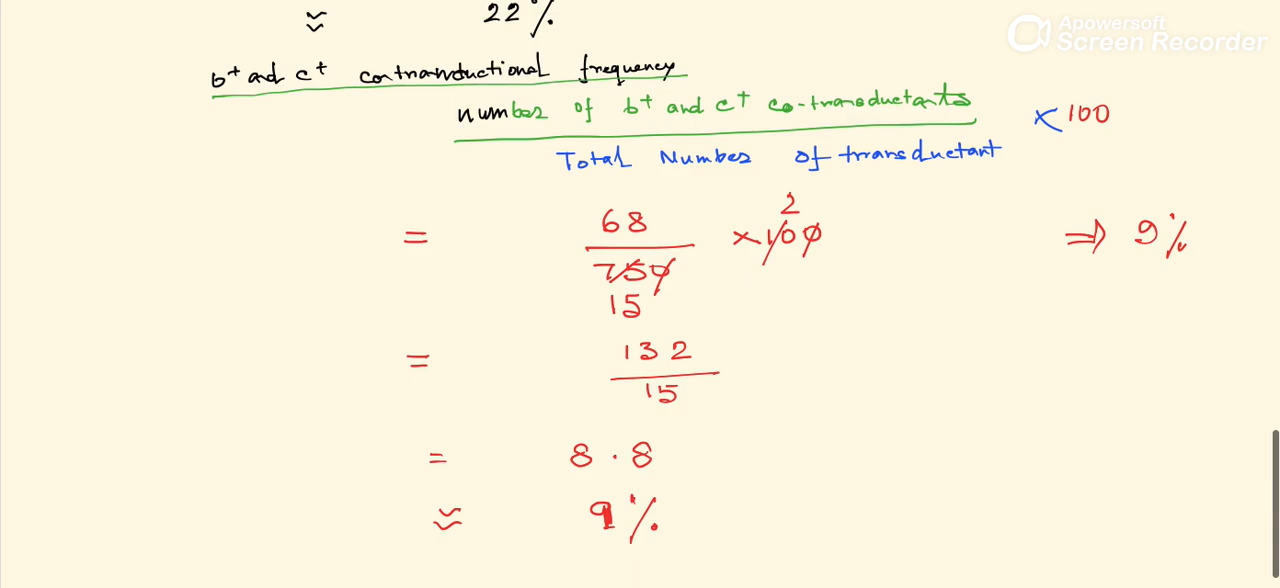 ≈ 22%
Apowersoft
Screen Recorder
b+ and c+ cotransductional frequency
number of b+ and c+ co-transductants
× 100
Total Number of transductant
2
= 68 × 100 ⇒ 9%
750
15
= 132
15
= 8.8
≈ 9%